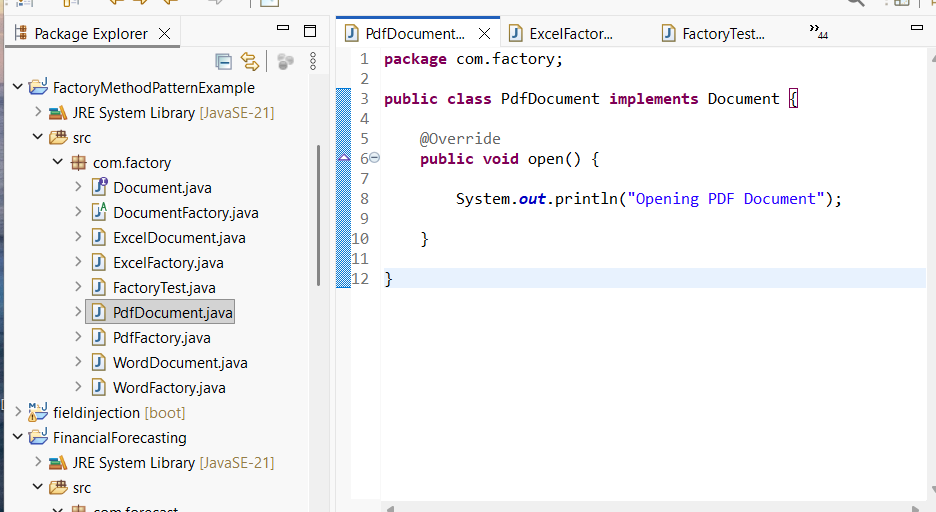 Package Explorer
FactoryMethodPatternExample
JRE System Library [JavaSE-21]
src
com.factory
Document.java
DocumentFactory.java
ExcelDocument.java
ExcelFactory.java
FactoryTest.java
PdfDocument.java
PdfFactory.java
WordDocument.java
WordFactory.java
fieldinjection [boot]
FinancialForecasting
JRE System Library [JavaSE-21]
src
com.forecast
PdfDocument... ExcelFactor... FactoryTest... 44
1 package com.factory;
2
3 public class PdfDocument implements Document {
4
5 @Override
6 public void open() {
7
8 System.out.println("Opening PDF Document");
9
10 }
11
12 }